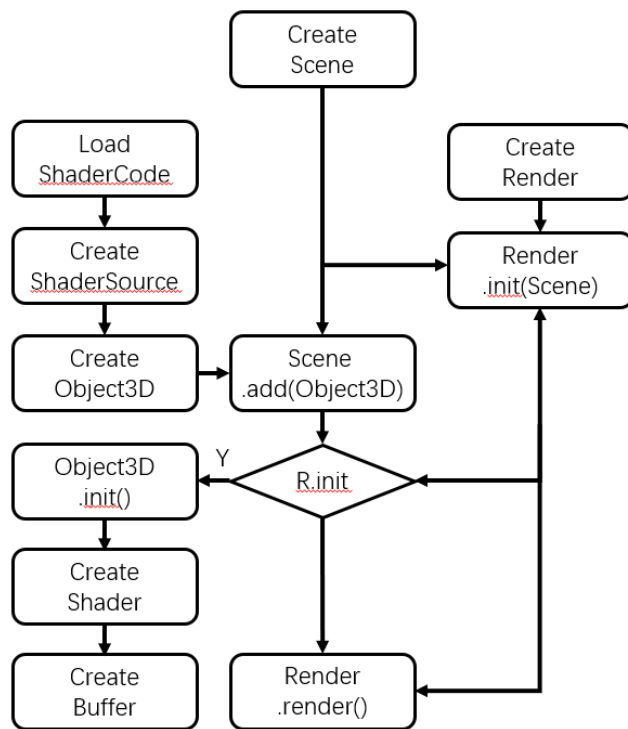 Create
Scene
Load
ShaderCode
Create
Render
Create
ShaderSource
Render
.init(Scene)
Create
Object3D
Scene
.add(Object3D)
Object3D
.init()
Y
R.init
Create
Shader
Create
Buffer
Render
.render()